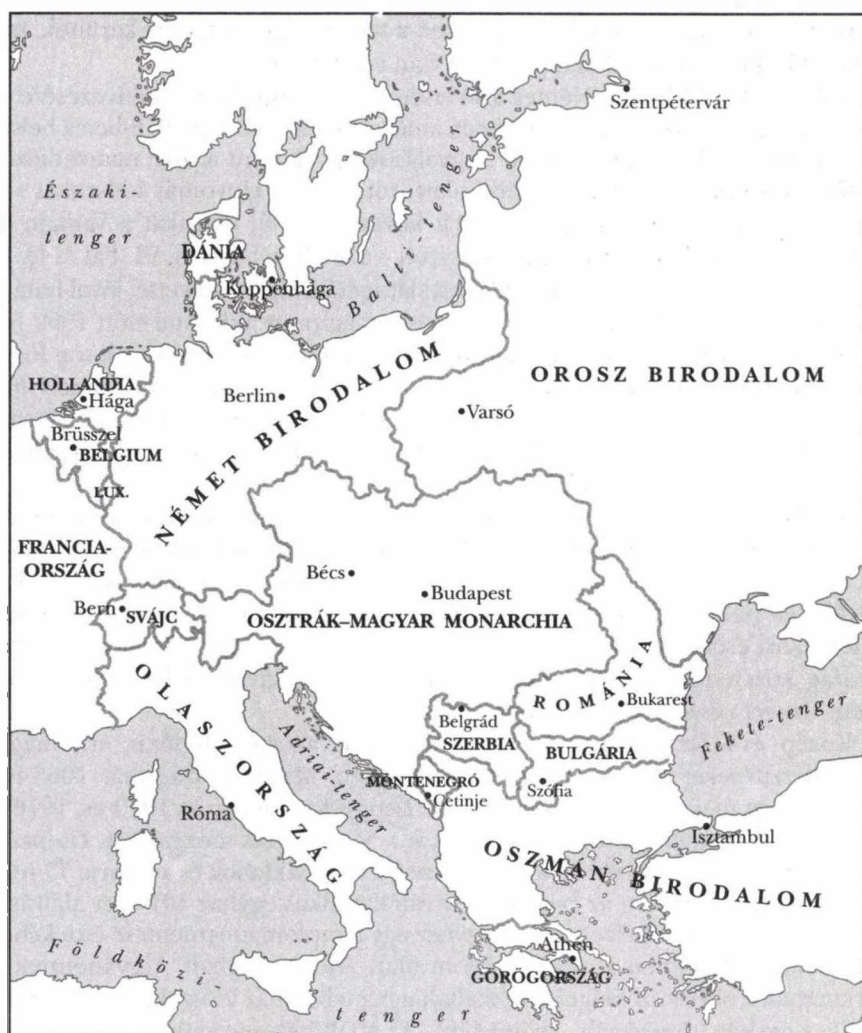 Szentpétervár
Északi-
tenger
Balti-tenger
DÁNIA
Koppenhága
HOLLANDIA
Hága
Berlin
NÉMET BIRODALOM
OROSZ BIRODALOM
Varsó
Brüsszel
BELGIUM
LUX.
FRANCIA-
ORSZÁG
Bécs
Budapest
Bern
SVÁJC
OSZTRÁK–MAGYAR MONARCHIA
OLASZORSZÁG
ROMÁNIA
Bukarest
Belgrád
SZERBIA
BULGÁRIA
Fekete-tenger
Adriai-tenger
MONTENEGRÓ
Cetinje
Szófia
Róma
Isztambul
OSZMÁN BIRODALOM
Athén
GÖRÖGORSZÁG
Földközi-
tenger